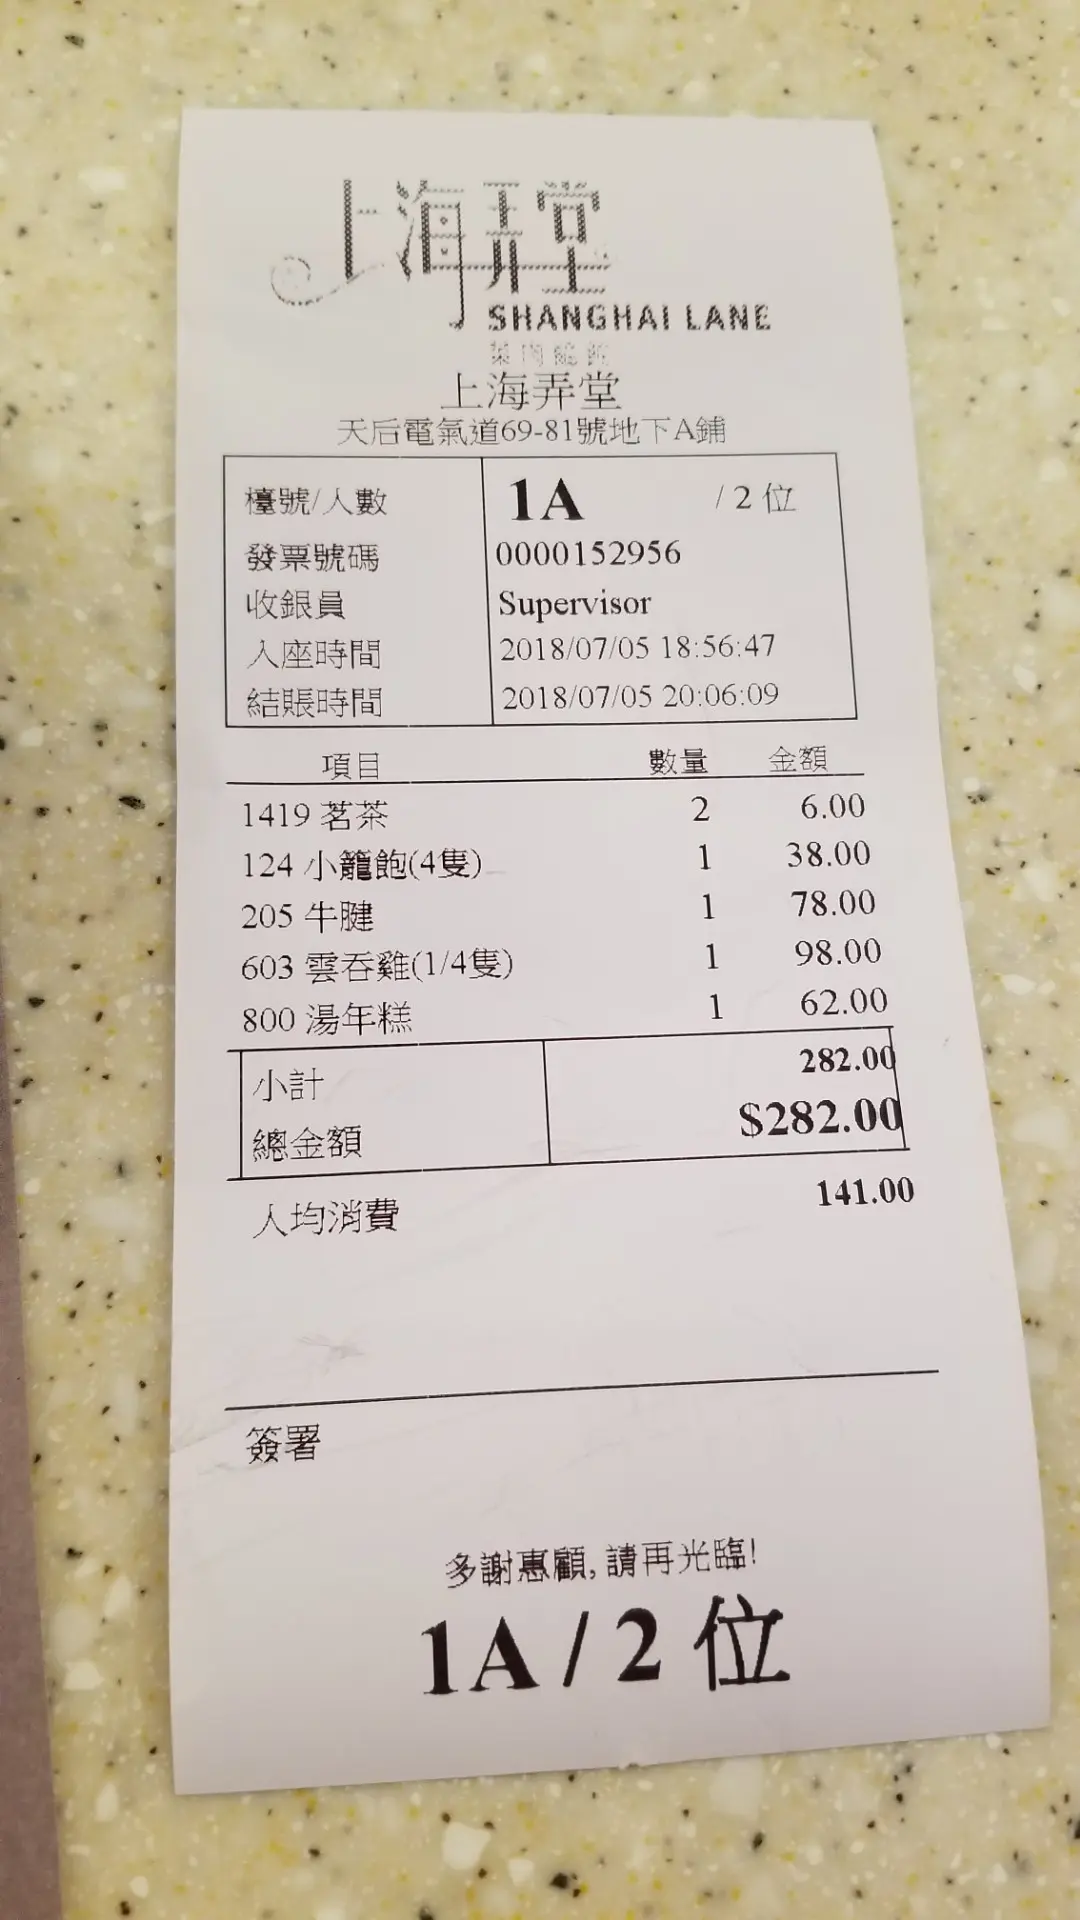 上海弄堂
SHANGHAI LANE
菜肉餛飩
上海弄堂
天后電氣道69-81號地下A鋪
檯號/人數 1A / 2 位
發票號碼 0000152956
收銀員 Supervisor
入座時間 2018/07/05 18:56:47
結賬時間 2018/07/05 20:06:09
項目 數量 金額
1419 茗茶 2 6.00
124 小籠飽(4隻) 1 38.00
205 牛腱 1 78.00
603 雲吞雞(1/4隻) 1 98.00
800 湯年糕 1 62.00
小計 282.00
總金額 $282.00
人均消費 141.00
簽署
多謝惠顧, 請再光臨!
1A / 2 位